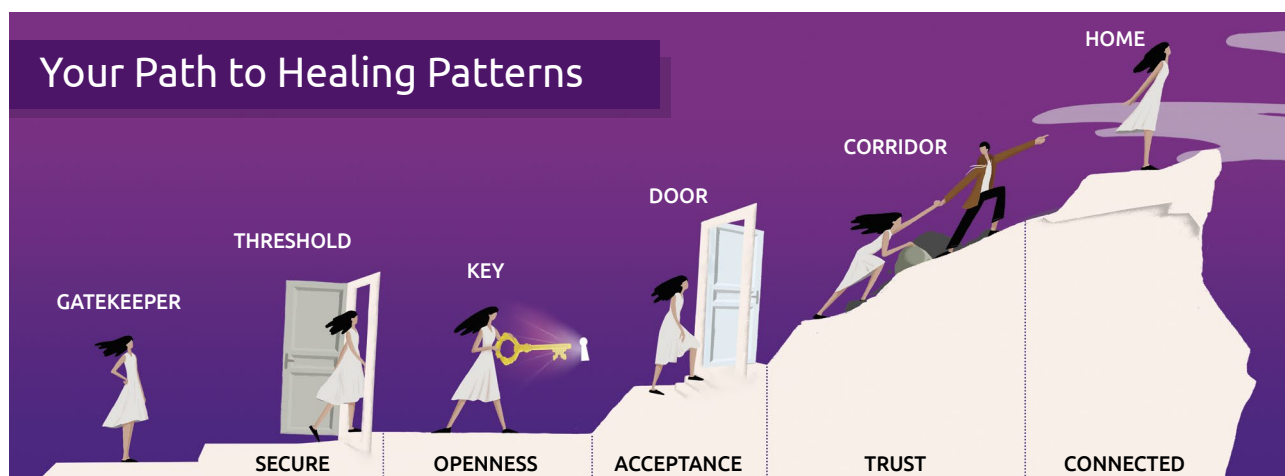 Your Path to Healing Patterns
HOME
CORRIDOR
DOOR
THRESHOLD
KEY
GATEKEEPER
SECURE
OPENNESS
ACCEPTANCE
TRUST
CONNECTED